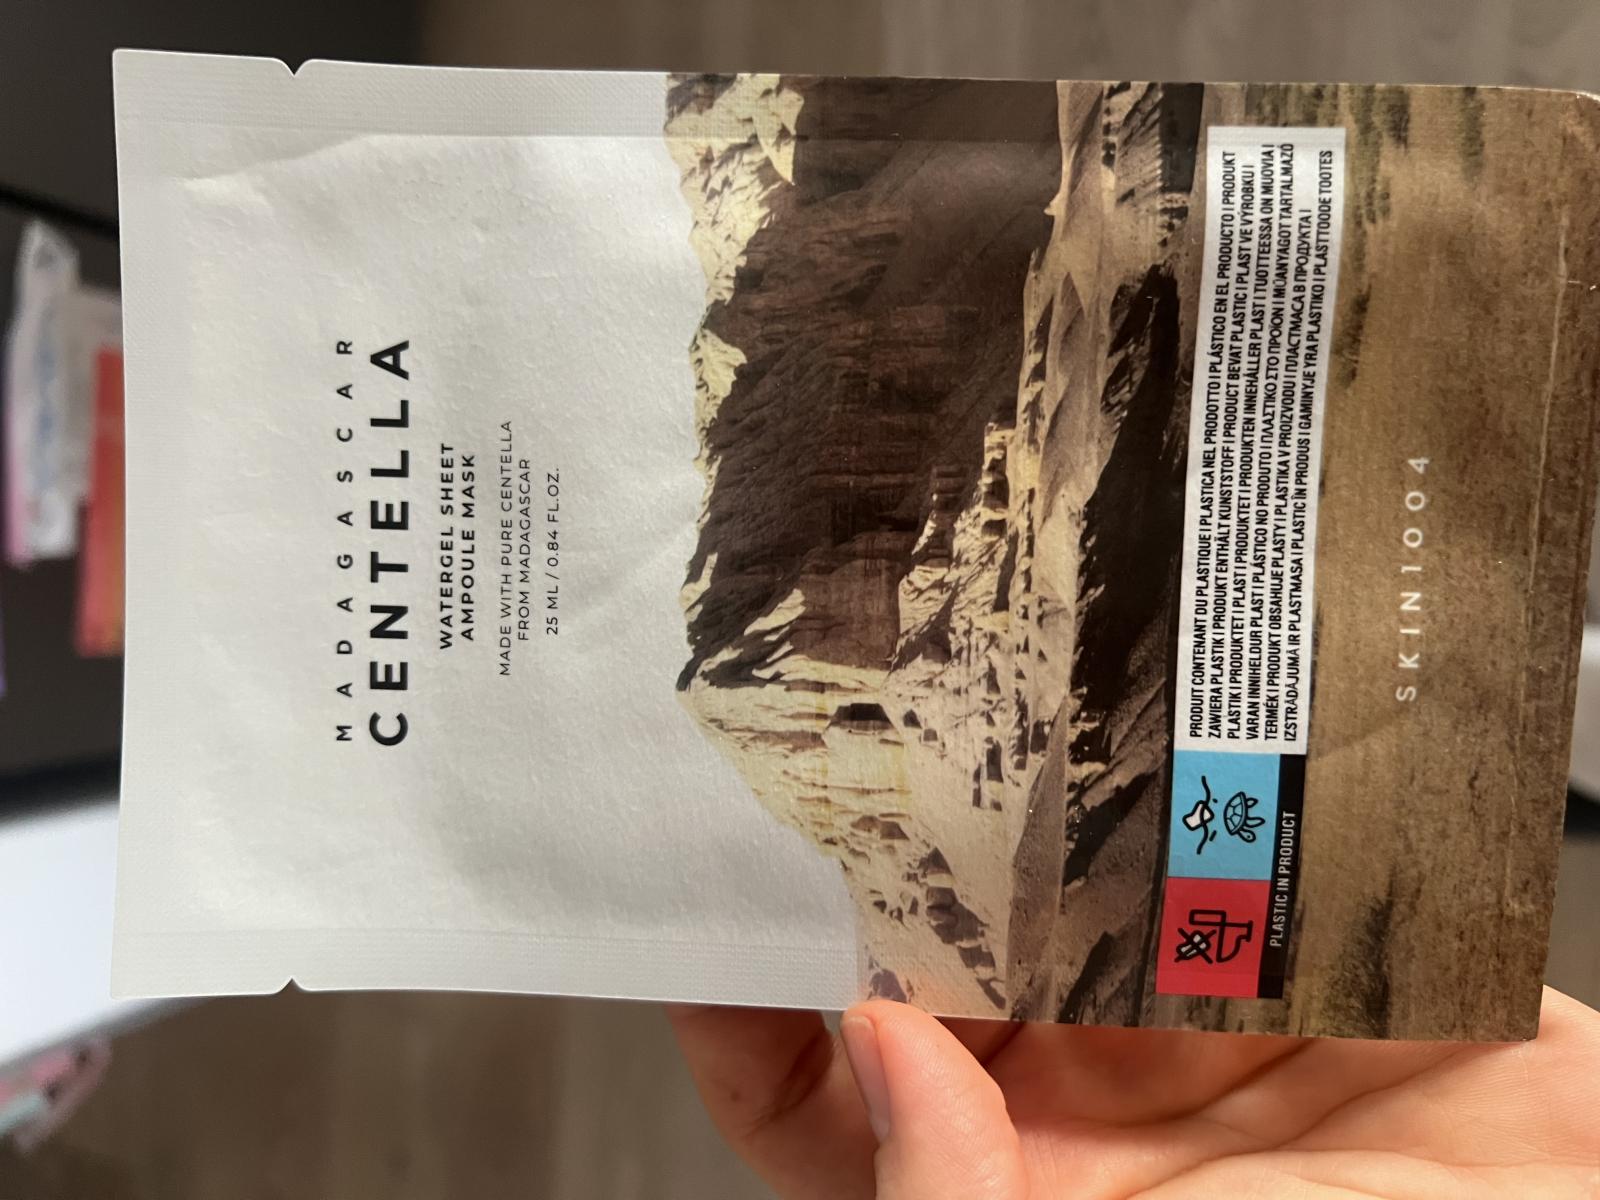 MADAGASCAR
CENTELLA
WATERGEL SHEET
AMPOULE MASK
MADE WITH PURE CENTELLA
FROM MADAGASCAR
25 ML / 0.84 FL.OZ.
PLASTIC IN PRODUCT
PRODUIT CONTENANT DU PLASTIQUE I PLASTICA NEL PRODOTTO I PLÁSTICO EN EL PRODUCTO I PRODUKT
ZAWIERA PLASTIK I PRODUKT ENTHÄLT KUNSTSTOFF I PRODUCT BEVAT PLASTIC I PLAST VE VÝROBKU I
PLASTIK I PRODUKTET I PLAST I PRODUKTET I PRODUKTEN INNEHÅLLER PLAST I TUOTTEESSA ON MUOVIA I
VARAN INNIHELDUR PLAST I PLÁSTICO NO PRODUTO I ΠΛΑΣΤΙΚΟ ΣΤΟ ΠΡΟΪΟΝ I MŰANYAGOT TARTALMAZÓ
TERMÉK I PRODUKT OBSAHUJE PLASTY I PLASTIKA V PROIZVODU I ПЛАСТМАСА В ПРОДУКТА I
IZSTRĀDĀJUMĀ IR PLASTMASA I PLASTIC ÎN PRODUS I GAMINYJE YRA PLASTIKO I PLASTTOODE TOOTES
SKIN1004